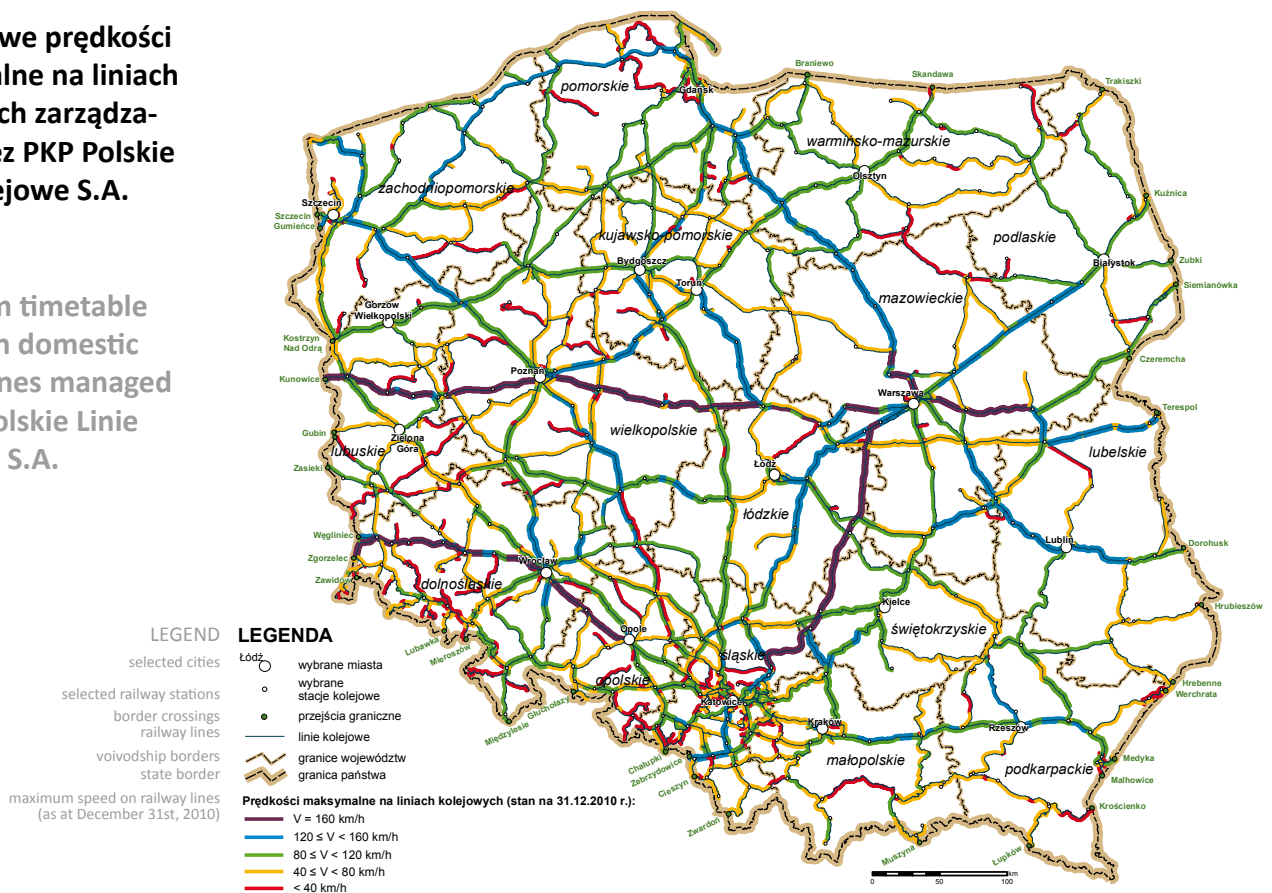 we prędkości
alne na liniach
ch zarządza-
ez PKP Polskie
ejowe S.A.
m timetable
n domestic
nes managed
olskie Linie
S.A.
Braniewo
Skandawa
Trakiszki
pomorskie
Gdańsk
warmińsko-mazurskie
Olsztyn
zachodniopomorskie
Kuźnica
Szczecin
Szczecin
Gumieńce
kujawsko-pomorskie
podlaskie
Bydgoszcz
Białystok
Zubki
Toruń
Siemianówka
mazowieckie
Gorzów
Wielkopolski
Kostrzyn
Nad Odrą
Czeremcha
Poznań
Kunowice
Warszawa
Terespol
wielkopolskie
Gubin
Zielona
Góra
lubuskie
lubelskie
Zasieki
Łódź
łódzkie
Węgliniec
Wrocław
Lublin
Dorohusk
Zgorzelec
Zawidów
dolnośląskie
Kielce
Hrubieszów
świętokrzyskie
Opole
Lubawka
Mieroszów
śląskie
opolskie
Hrebenne
Werchrata
Głuchołazy
Katowice
Międzylesie
Kraków
Rzeszów
Chałupki
Zebrzydowice
małopolskie
podkarpackie
Medyka
Malhowice
Cieszyn
Krościenko
Zwardoń
Muszyna
Łupków
LEGEND
LEGENDA
selected cities
Łódź
wybrane miasta
selected railway stations
wybrane
stacje kolejowe
border crossings
przejścia graniczne
railway lines
linie kolejowe
voivodship borders
granice województw
state border
granica państwa
maximum speed on railway lines
(as at December 31st, 2010)
Prędkości maksymalne na liniach kolejowych (stan na 31.12.2010 r.):
V = 160 km/h
120 ≤ V < 160 km/h
80 ≤ V < 120 km/h
40 ≤ V < 80 km/h
< 40 km/h
km
0 50 100